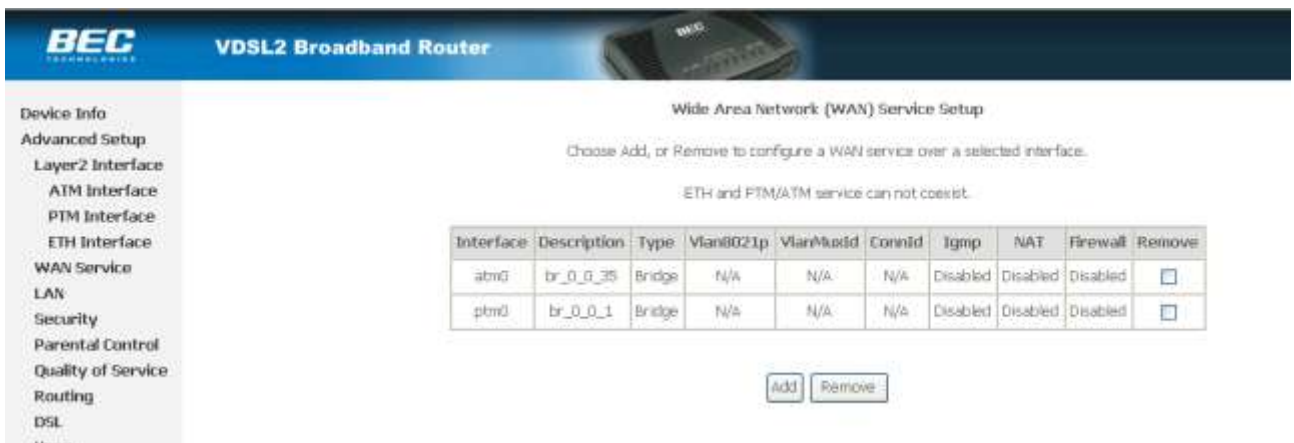 BEC
TECHNOLOGIES
VDSL2 Broadband Router
BEC
Device Info
Advanced Setup
Layer2 Interface
ATM Interface
PTM Interface
ETH Interface
WAN Service
LAN
Security
Parental Control
Quality of Service
Routing
DSL
Wide Area Network (WAN) Service Setup
Choose Add, or Remove to configure a WAN service over a selected interface.
ETH and PTM/ATM service can not coexist.
Interface Description Type Vlan8021p VlanMuxId ConnId Igmp NAT Firewall Remove
atm0 br_0_0_35 Bridge N/A N/A N/A Disabled Disabled Disabled
ptm0 br_0_0_1 Bridge N/A N/A N/A Disabled Disabled Disabled
Add Remove